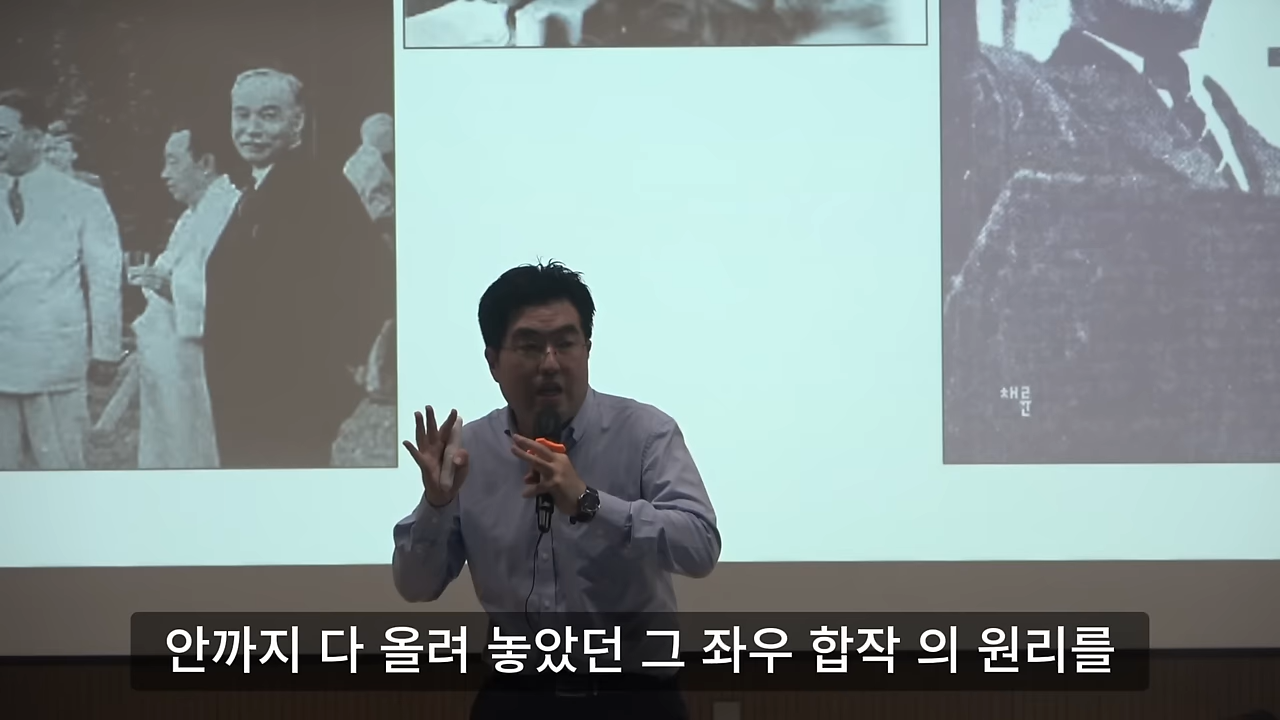 채륜
안까지 다 올려 놓았던 그 좌우 합작 의 원리를